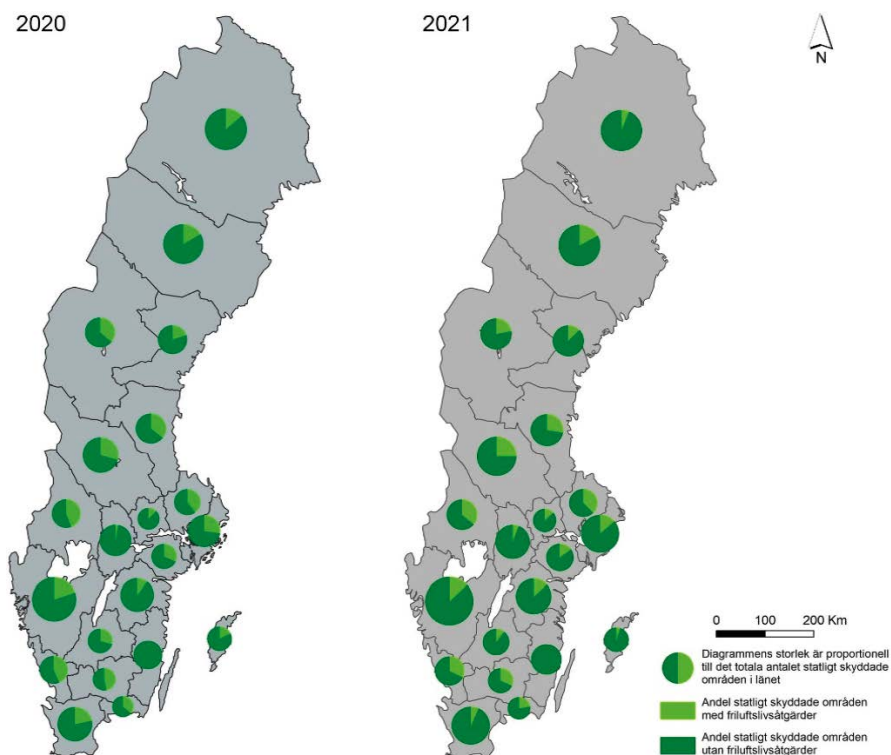 2020
2021
N
0 100 200 Km
Diagrammens storlek är proportionell
till det totala antalet statligt skyddade
områden i länet
Andel statligt skyddade områden
med friluftslivsåtgärder
Andel statligt skyddade områden
utan friluftslivsåtgärder